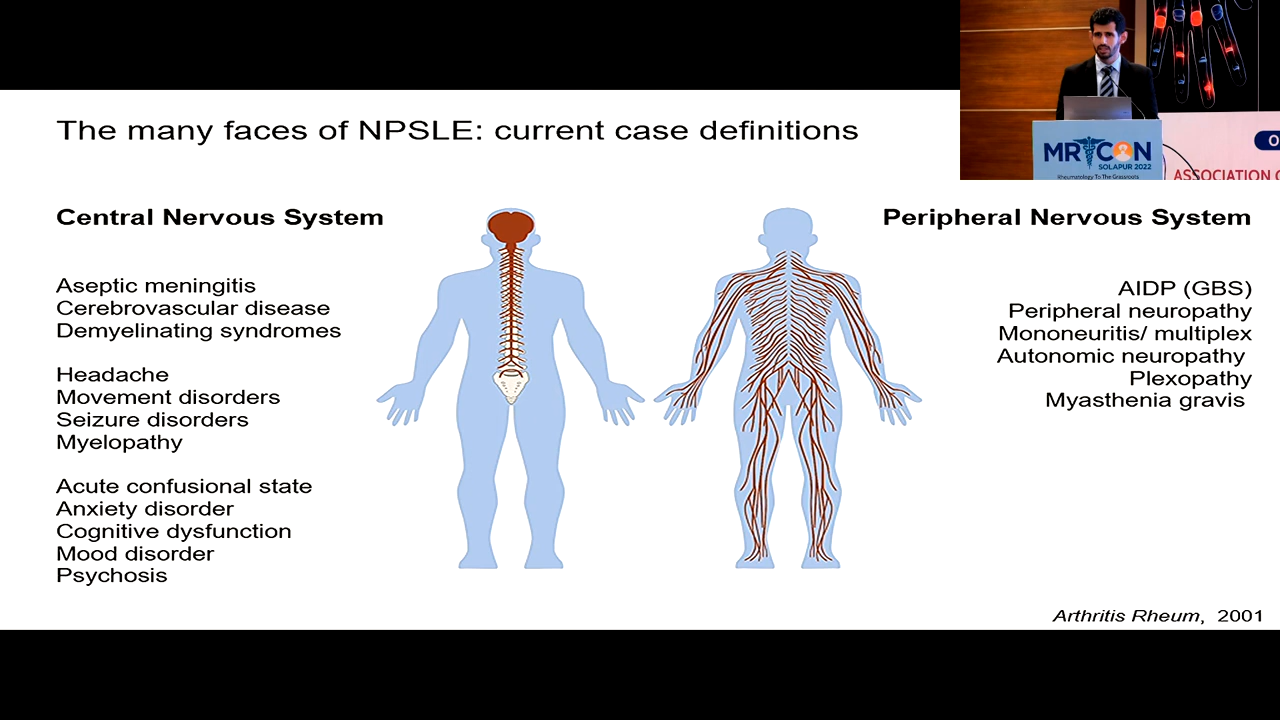 The many faces of NPSLE: current case definitions
Central Nervous System
Aseptic meningitis
Cerebrovascular disease
Demyelinating syndromes
Headache
Movement disorders
Seizure disorders
Myelopathy
Acute confusional state
Anxiety disorder
Cognitive dysfunction
Mood disorder
Psychosis
Peripheral Nervous System
AIDP (GBS)
Peripheral neuropathy
Mononeuritis/ multiplex
Autonomic neuropathy
Plexopathy
Myasthenia gravis
Arthritis Rheum, 2001
MRCON
SOLAPUR 2022
Rheumatology To The Grassroots
O
ASSOCIATION O